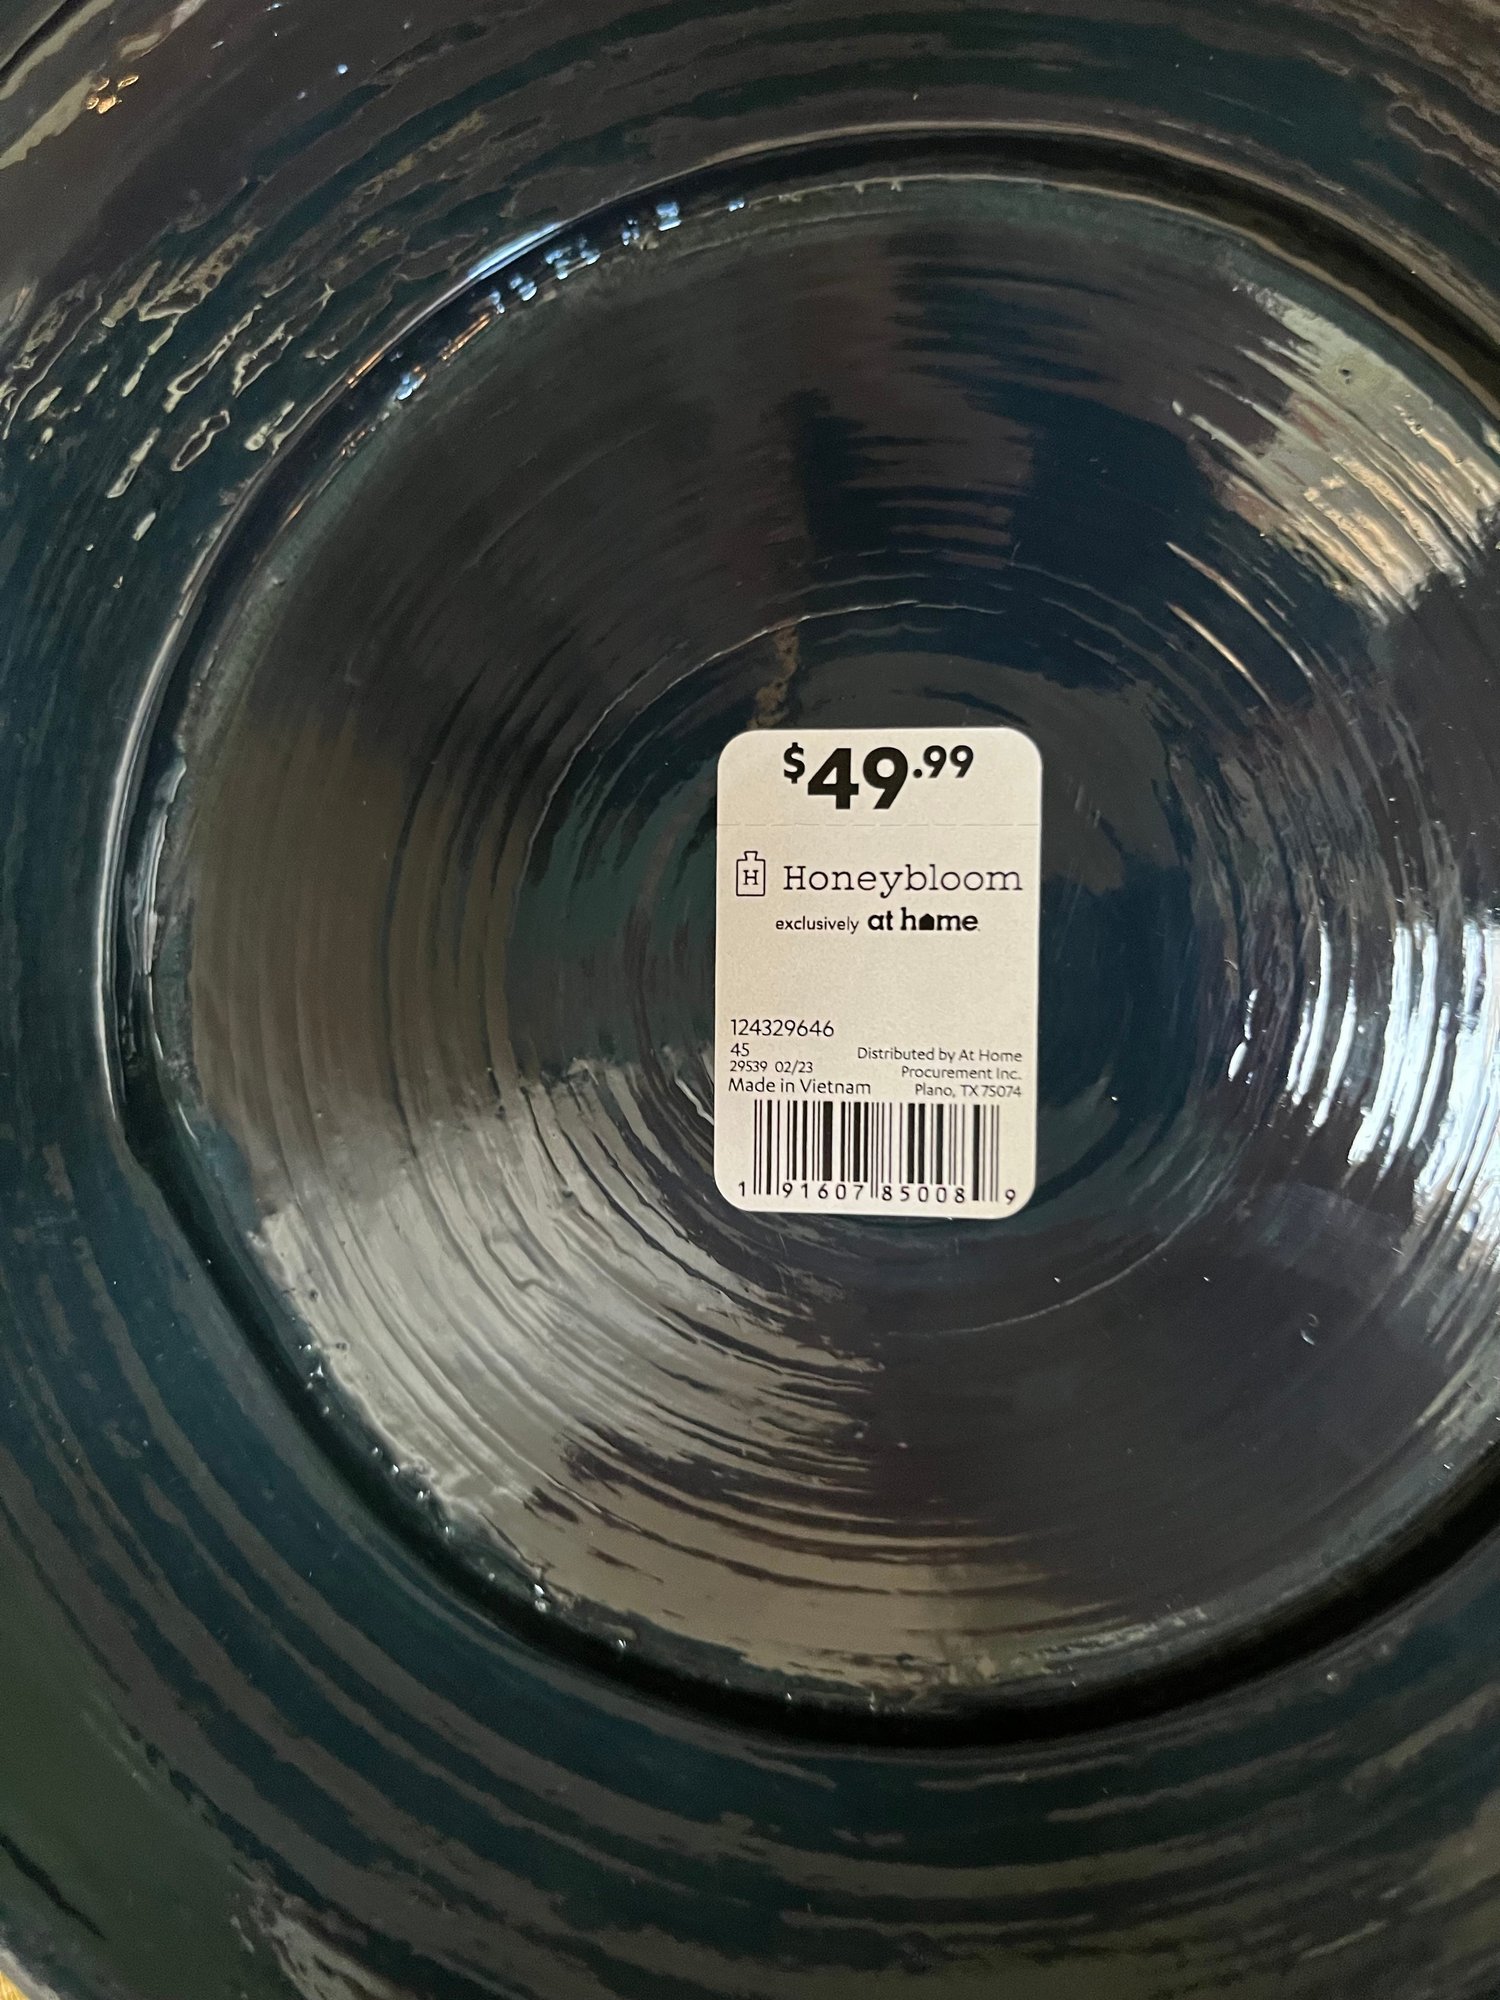 $49.99
H Honeybloom
exclusively at home
124329646
45
29539 02/23
Made in Vietnam
Distributed by At Home
Procurement Inc.
Plano, TX 75074
1 91607 85008 9